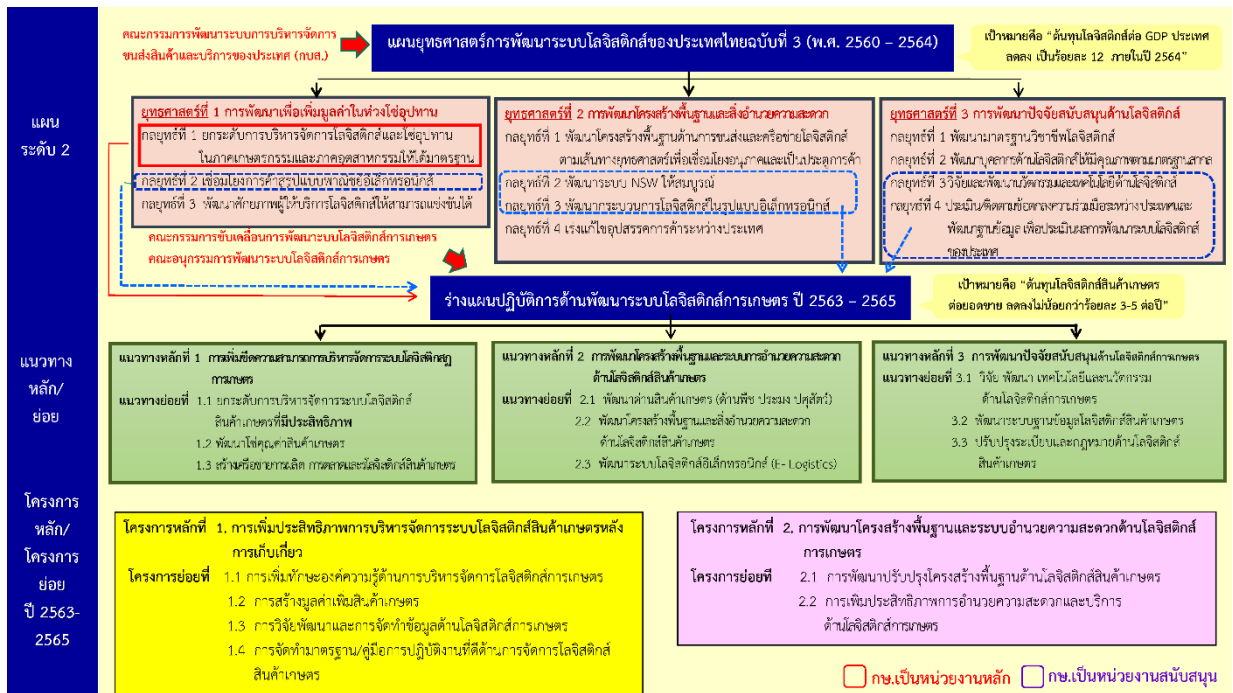 คณะกรรมการพัฒนาระบบการบริหารจัดการ
ขนส่งสินค้าและบริการของประเทศ (กบส.)
แผนยุทธศาสตร์การพัฒนาระบบโลจิสติกส์ของประเทศไทยฉบับที่ 3 (พ.ศ. 2560 – 2564)
เป้าหมายคือ “ต้นทุนโลจิสติกส์ต่อ GDP ประเทศ
ลดลง เป็นร้อยละ 12 ภายในปี 2564”
แผน
ระดับ 2
ยุทธศาสตร์ที่ 1 การพัฒนาเพื่อเพิ่มมูลค่าในห่วงโซ่อุปทาน
กลยุทธ์ที่ 1 ยกระดับการบริหารจัดการโลจิสติกส์และโซ่อุปทาน
ในภาคเกษตรกรรมและภาคอุตสาหกรรมให้ได้มาตรฐาน
กลยุทธ์ที่ 2 เชื่อมโยงการค้าสู่รูปแบบพาณิชย์อิเล็กทรอนิกส์
กลยุทธ์ที่ 3 พัฒนาศักยภาพผู้ให้บริการโลจิสติกส์ให้สามารถแข่งขันได้
ยุทธศาสตร์ที่ 2 การพัฒนาโครงสร้างพื้นฐานและสิ่งอำนวยความสะดวก
กลยุทธ์ที่ 1 พัฒนาโครงสร้างพื้นฐานด้านการขนส่งและเครือข่ายโลจิสติกส์
ตามเส้นทางยุทธศาสตร์เพื่อเชื่อมโยงอนุภาคและเป็นประตูการค้า
กลยุทธ์ที่ 2 พัฒนาระบบ NSW ให้สมบูรณ์
กลยุทธ์ที่ 3 พัฒนากระบวนการโลจิสติกส์ในรูปแบบอิเล็กทรอนิกส์
กลยุทธ์ที่ 4 เร่งแก้ไขอุปสรรคการค้าระหว่างประเทศ
ยุทธศาสตร์ที่ 3 การพัฒนาปัจจัยสนับสนุนด้านโลจิสติกส์
กลยุทธ์ที่ 1 พัฒนามาตรฐานวิชาชีพโลจิสติกส์
กลยุทธ์ที่ 2 พัฒนาบุคลากรด้านโลจิสติกส์ให้มีคุณภาพตามมาตรฐานสากล
กลยุทธ์ที่ 3 วิจัยและพัฒนานวัตกรรมและเทคโนโลยีด้านโลจิสติกส์
กลยุทธ์ที่ 4 ประเมิน/ติดตามข้อตกลงความร่วมมือระหว่างประเทศและ
พัฒนาฐานข้อมูล เพื่อประเมินผลการพัฒนาระบบโลจิสติกส์
ของประเทศ
คณะกรรมการขับเคลื่อนการพัฒนาระบบโลจิสติกส์การเกษตร
คณะอนุกรรมการพัฒนาระบบโลจิสติกส์การเกษตร
ร่างแผนปฏิบัติการด้านพัฒนาระบบโลจิสติกส์การเกษตร ปี 2563 – 2565
เป้าหมายคือ “ต้นทุนโลจิสติกส์สินค้าเกษตร
ต่อยอดขาย ลดลงไม่น้อยกว่าร้อยละ 3-5 ต่อปี”
แนวทาง
หลัก/
ย่อย
แนวทางหลักที่ 1 การเพิ่มขีดความสามารถการบริหารจัดการระบบโลจิสติกส์ฏ
การเกษตร
แนวทางย่อยที่ 1.1 ยกระดับการบริหารจัดการระบบโลจิสติกส์
สินค้าเกษตรที่มีประสิทธิภาพ
1.2 พัฒนาโซ่คุณค่าสินค้าเกษตร
1.3 สร้างเครือข่ายการผลิต การตลาดและโลจิสติกส์สินค้าเกษตร
แนวทางหลักที่ 2 การพัฒนาโครงสร้างพื้นฐานและระบบการอำนวยความสะดวก
ด้านโลจิสติกส์สินค้าเกษตร
แนวทางย่อยที่ 2.1 พัฒนาด่านสินค้าเกษตร (ด้านพืช ประมง ปศุสัตว์)
2.2 พัฒนาโครงสร้างพื้นฐานและสิ่งอำนวยความสะดวก
ด้านโลจิสติกส์สินค้าเกษตร
2.3 พัฒนาระบบโลจิสติกส์อิเล็กทรอนิกส์ (E- Logistics)
แนวทางหลักที่ 3 การพัฒนาปัจจัยสนับสนุนด้านโลจิสติกส์การเกษตร
แนวทางย่อยที่ 3.1 วิจัย พัฒนา เทคโนโลยีและนวัตกรรม
ด้านโลจิสติกส์การเกษตร
3.2 พัฒนาระบบฐานข้อมูลโลจิสติกส์สินค้าเกษตร
3.3 ปรับปรุงระเบียบและกฎหมายด้านโลจิสติกส์
สินค้าเกษตร
โครงการ
หลัก/
โครงการ
ย่อย
ปี 2563-
2565
โครงการหลักที่ 1. การเพิ่มประสิทธิภาพการบริหารจัดการระบบโลจิสติกส์สินค้าเกษตรหลัง
การเก็บเกี่ยว
โครงการย่อยที่ 1.1 การเพิ่มทักษะองค์ความรู้ด้านการบริหารจัดการโลจิสติกส์การเกษตร
1.2 การสร้างมูลค่าเพิ่มสินค้าเกษตร
1.3 การวิจัยพัฒนาและการจัดทำข้อมูลด้านโลจิสติกส์การเกษตร
1.4 การจัดทำมาตรฐาน/คู่มือการปฏิบัติงานที่ดีด้านการจัดการโลจิสติกส์
สินค้าเกษตร
โครงการหลักที่ 2. การพัฒนาโครงสร้างพื้นฐานและระบบอำนวยความสะดวกด้านโลจิสติกส์
การเกษตร
โครงการย่อยที่ 2.1 การพัฒนาปรับปรุงโครงสร้างพื้นฐานด้านโลจิสติกส์สินค้าเกษตร
2.2 การเพิ่มประสิทธิภาพการอำนวยความสะดวกและบริการ
ด้านโลจิสติกส์การเกษตร
กษ.เป็นหน่วยงานหลัก
กษ.เป็นหน่วยงานสนับสนุน